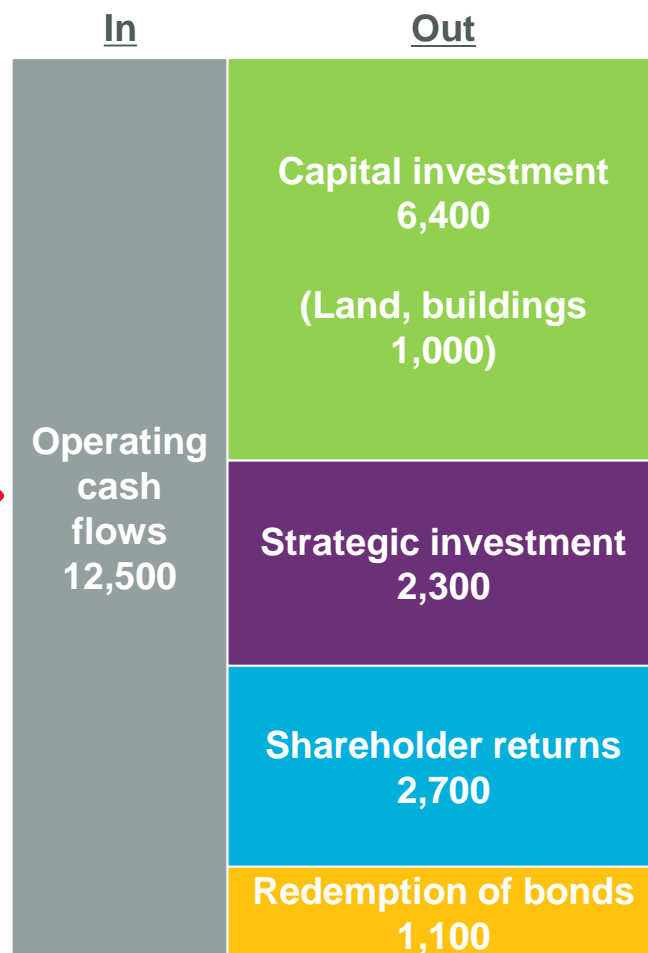 In
Out
Operating
cash
flows
12,500
Capital investment
6,400
(Land, buildings
1,000)
Strategic investment
2,300
Shareholder returns
2,700
Redemption of bonds
1,100